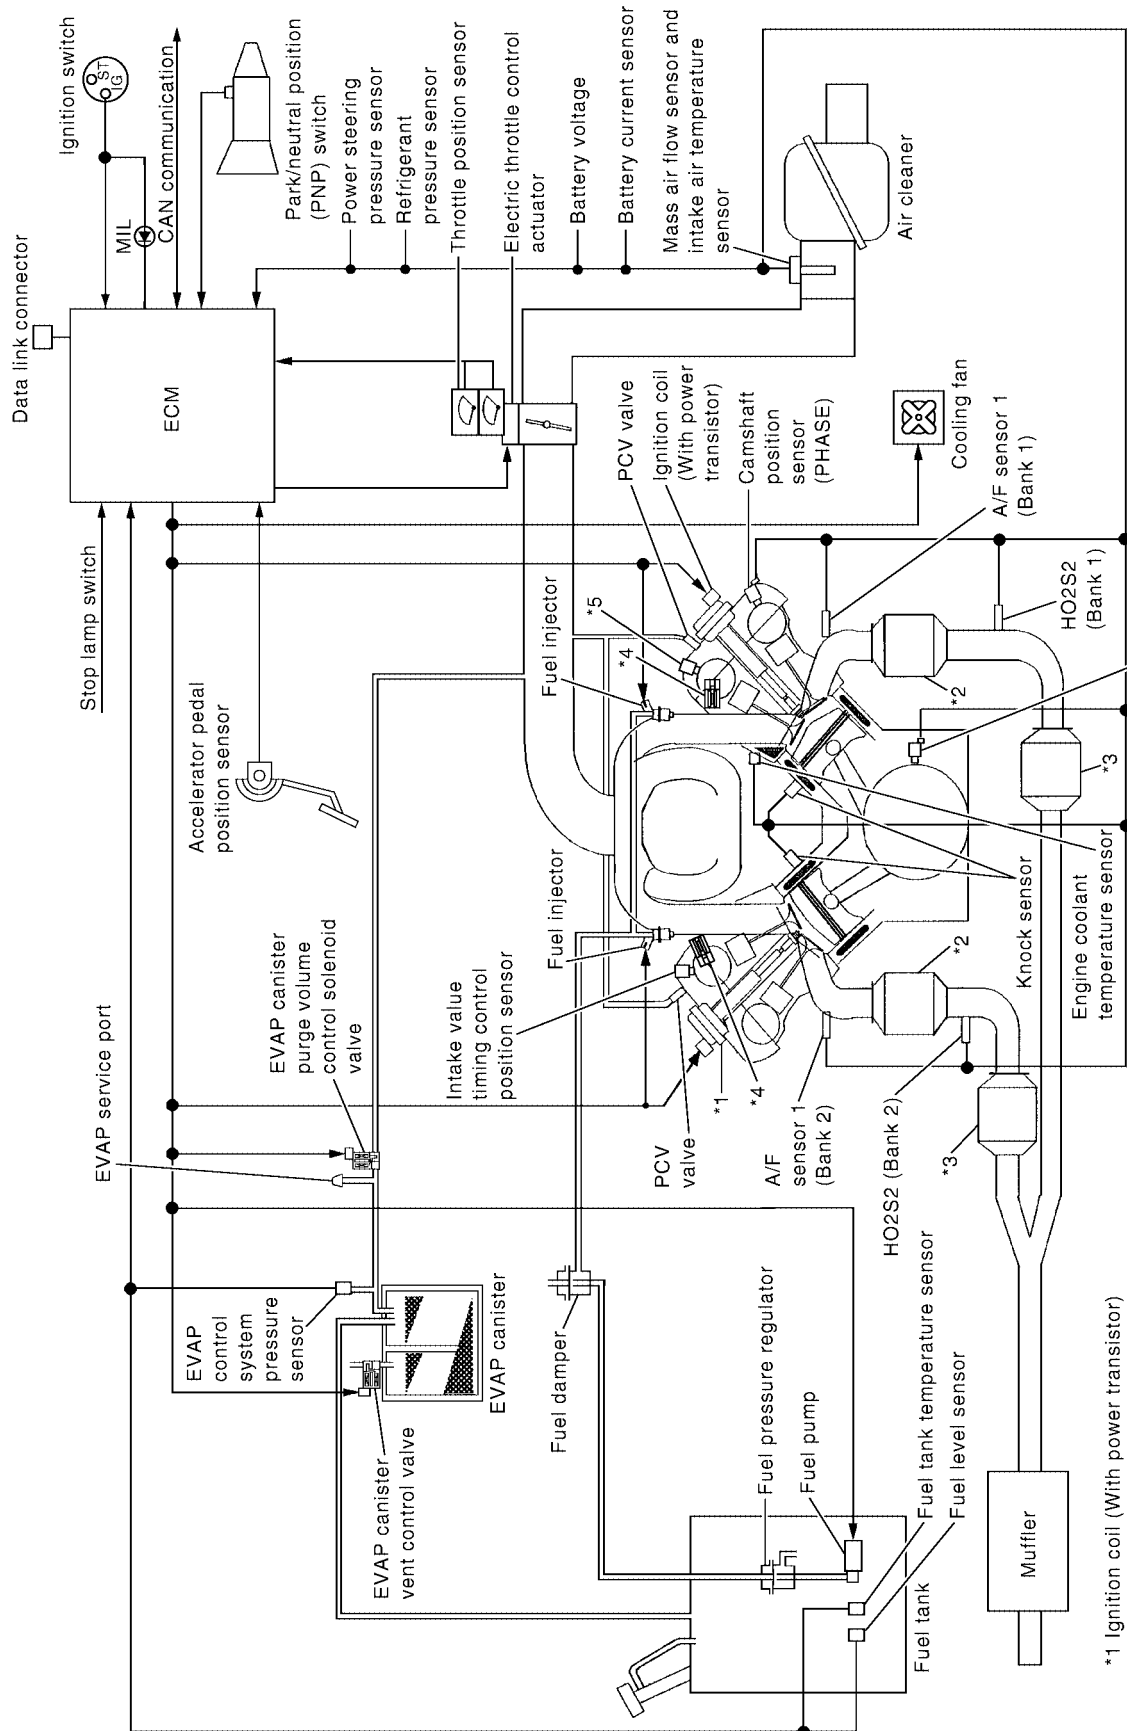 Data link connector
Ignition switch
ST
IG
MIL
CAN communication
ECM
Park/neutral position
(PNP) switch
Power steering
pressure sensor
Refrigerant
pressure sensor
Throttle position sensor
Electric throttle control
actuator
Battery voltage
Battery current sensor
Mass air flow sensor and
intake air temperature
sensor
Air cleaner
Stop lamp switch
Accelerator pedal
position sensor
PCV valve
Ignition coil
(With power
transistor)
Camshaft
position
sensor
(PHASE)
Cooling fan
A/F sensor 1
(Bank 1)
HO2S2
(Bank 1)
Fuel injector
*5
*4
*2
*3
EVAP service port
EVAP canister
purge volume
control solenoid
valve
Fuel injector
Intake value
timing control
position sensor
PCV
valve
*1
*4
A/F
sensor 1
(Bank 2)
HO2S2 (Bank 2)
*2
*3
Knock sensor
Engine coolant
temperature sensor
EVAP
control
system
pressure
sensor
EVAP canister
EVAP canister
vent control valve
Fuel damper
Fuel pressure regulator
Fuel pump
Fuel tank temperature sensor
Fuel level sensor
Fuel tank
Muffler
*1 Ignition coil (With power transistor)